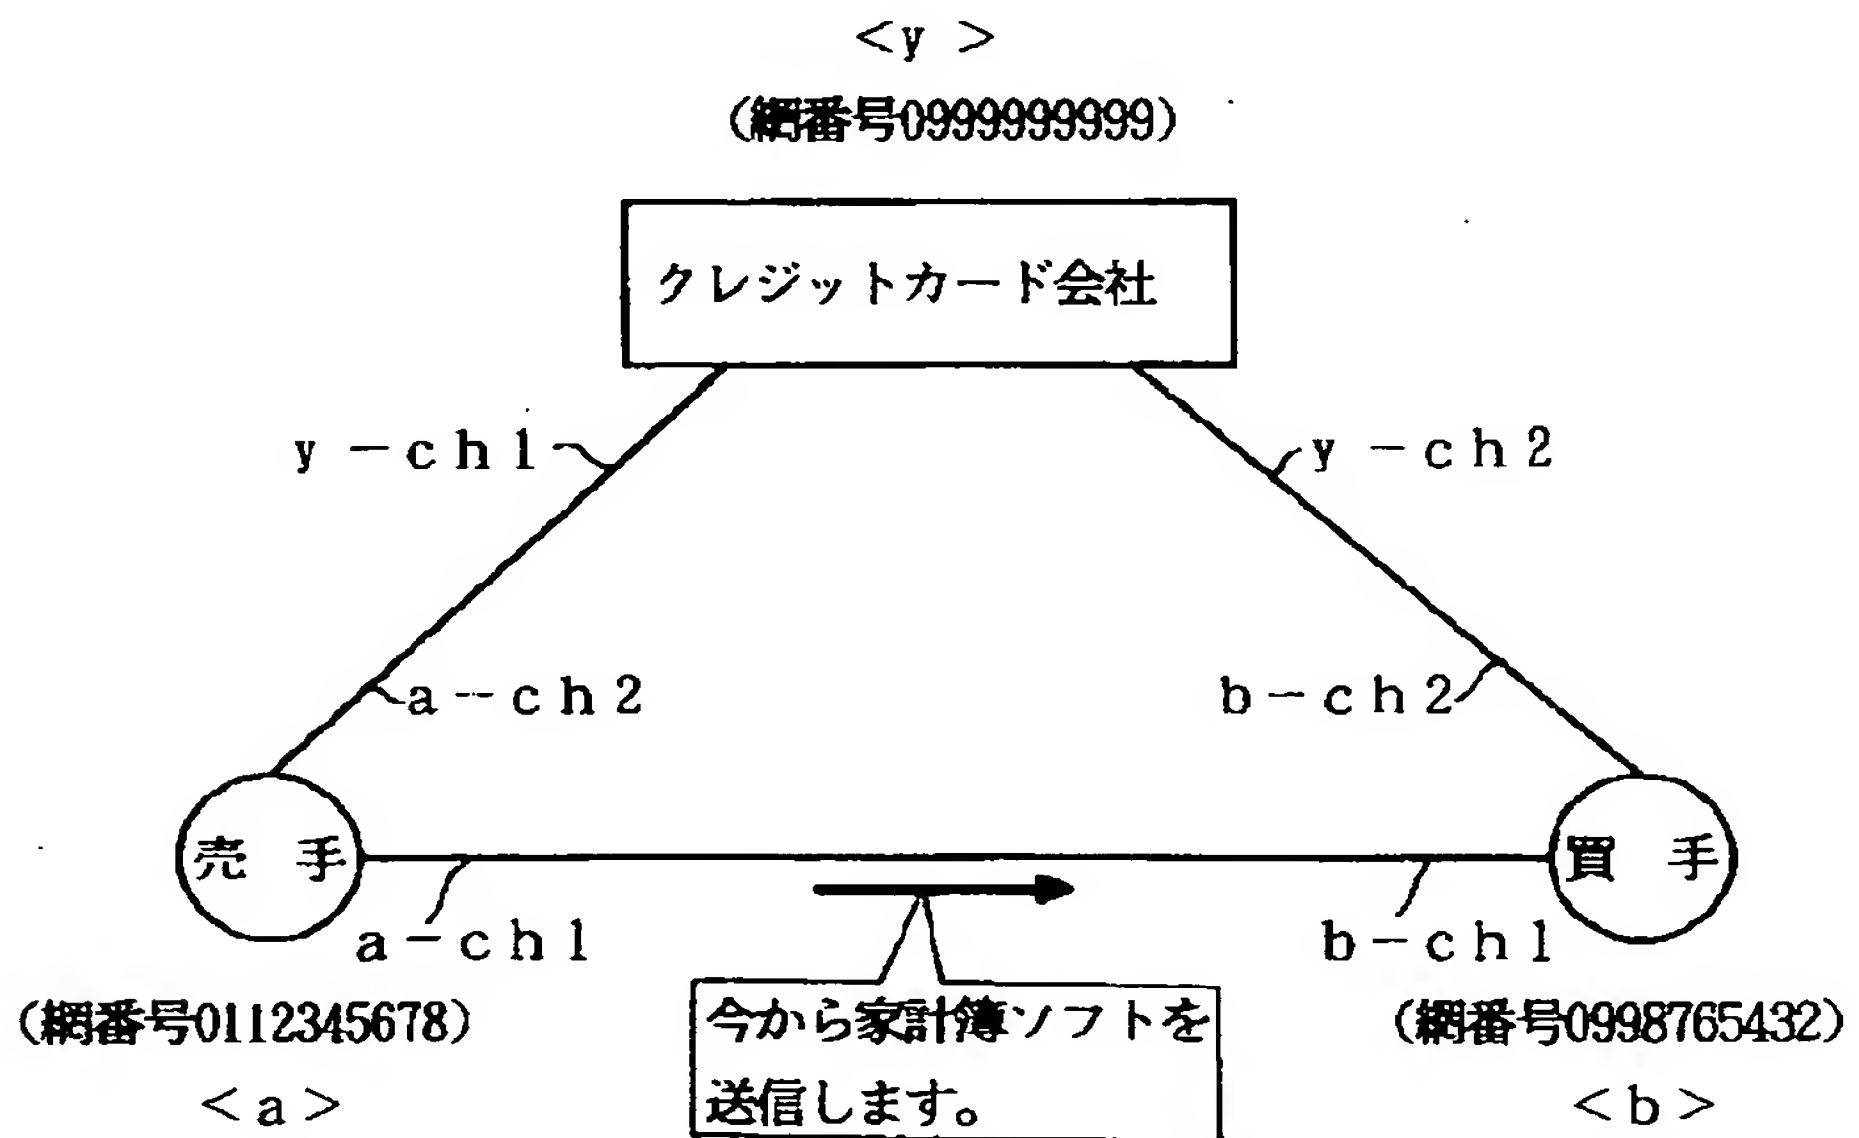 <y>
(網番号0999999999)
クレジットカード会社
y-ch1
y-ch2
a-ch2
b-ch2
売手
買手
a-ch1
b-ch1
(網番号0112345678)
今から家計簿ソフトを
送信します。
(網番号0998765432)
<a>
<b>